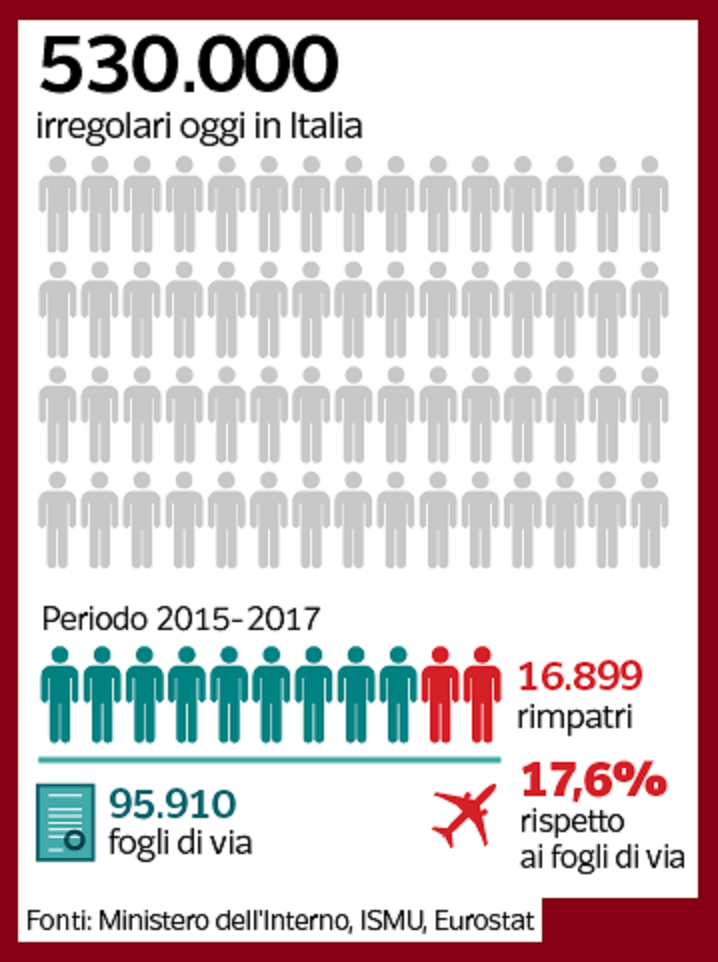 530.000
irregolari oggi in Italia
Periodo 2015-2017
16.899
rimpatri
95.910
fogli di via
17,6%
rispetto
ai fogli di via
Fonti: Ministero dell'Interno, ISMU, Eurostat